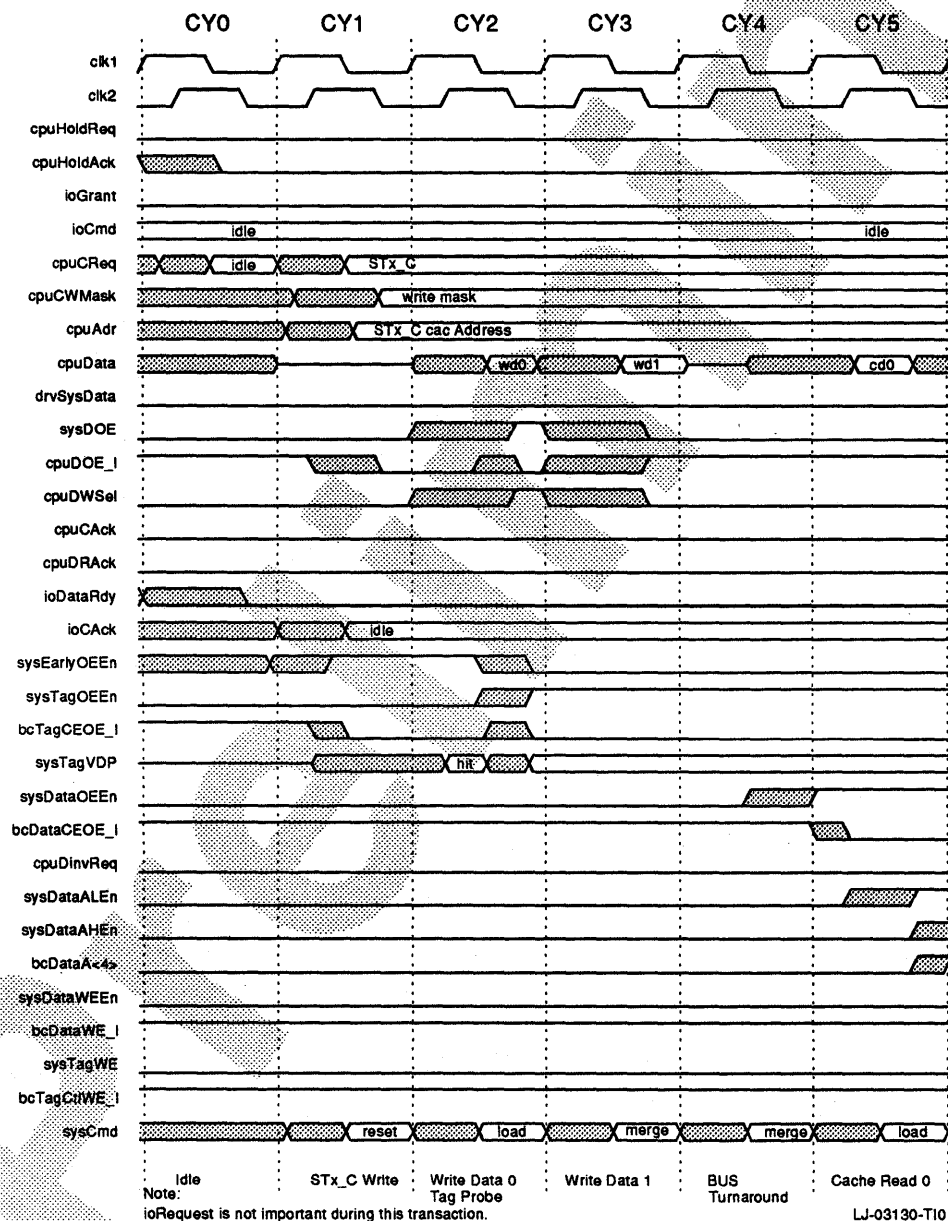 CY0 CY1 CY2 CY3 CY4 CY5
clk1
clk2
cpuHoldReq
cpuHoldAck
ioGrant
ioCmd idle idle
cpuCReq idle STx_C
cpuCWMask write mask
cpuAdr STx_C cac Address
cpuData wd0 wd1 cd0
drvSysData
sysDOE
cpuDOE_l
cpuDWSel
cpuCAck
cpuDRAck
ioDataRdy
ioCAck idle
sysEarlyOEEn
sysTagOEEn
bcTagCEOE_l
sysTagVDP hit
sysDataOEEn
bcDataCEOE_l
cpuDInvReq
sysDataALEn
sysDataAHEn
bcDataA<4>
sysDataWEEn
bcDataWE_l
sysTagWE
bcTagCtlWE_l
sysCmd reset load merge merge load
Idle STx_C Write Write Data 0 Write Data 1 BUS Cache Read 0
Note: Tag Probe Turnaround
ioRequest is not important during this transaction. LJ-03130-TI0